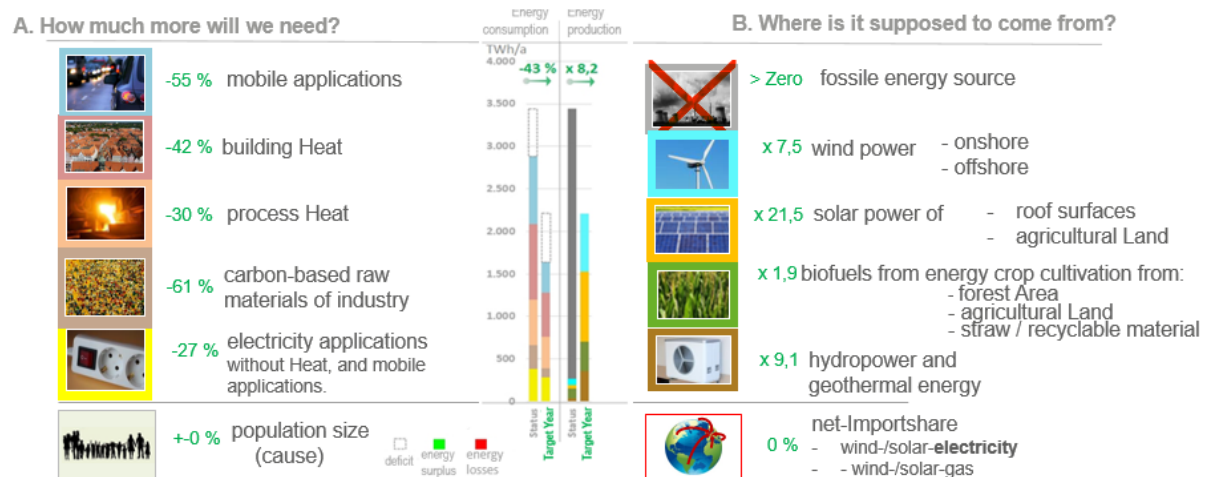 A. How much more will we need?
-55 % mobile applications
-42 % building Heat
-30 % process Heat
-61 % carbon-based raw
materials of industry
-27 % electricity applications
without Heat, and mobile
applications.
+-0 % population size
(cause)
Energy
consumption
Energy
production
TWh/a
4.000
-43 %
x 8,2
3.500
3.000
2.500
2.000
1.500
1.000
500
0
Status
Target Year
Status
Target Year
deficit
energy
surplus
energy
losses
B. Where is it supposed to come from?
> Zero fossile energy source
x 7,5 wind power - onshore
- offshore
x 21,5 solar power of - roof surfaces
- agricultural Land
x 1,9 biofuels from energy crop cultivation from:
- forest Area
- agricultural Land
- straw / recyclable material
x 9,1 hydropower and
geothermal energy
net-Importshare
0 % - wind-/solar-electricity
- - wind-/solar-gas